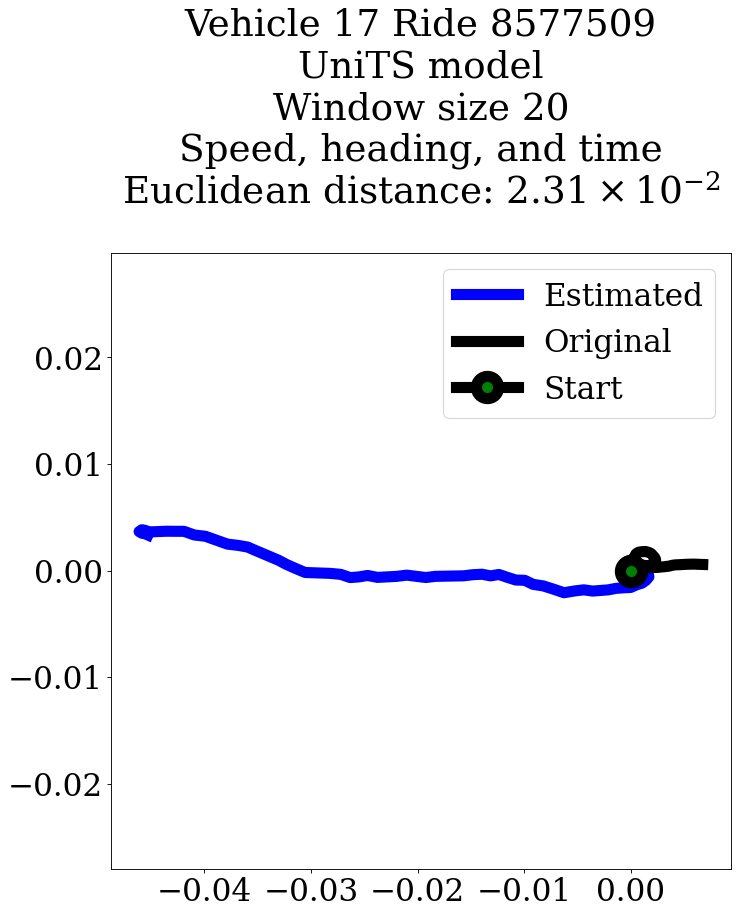 Vehicle 17 Ride 8577509
UniTS model
Window size 20
Speed, heading, and time
Euclidean distance: 2.31 × 10⁻²
Estimated
Original
Start
0.02
0.01
0.00
−0.01
−0.02
−0.04 −0.03 −0.02 −0.01 0.00